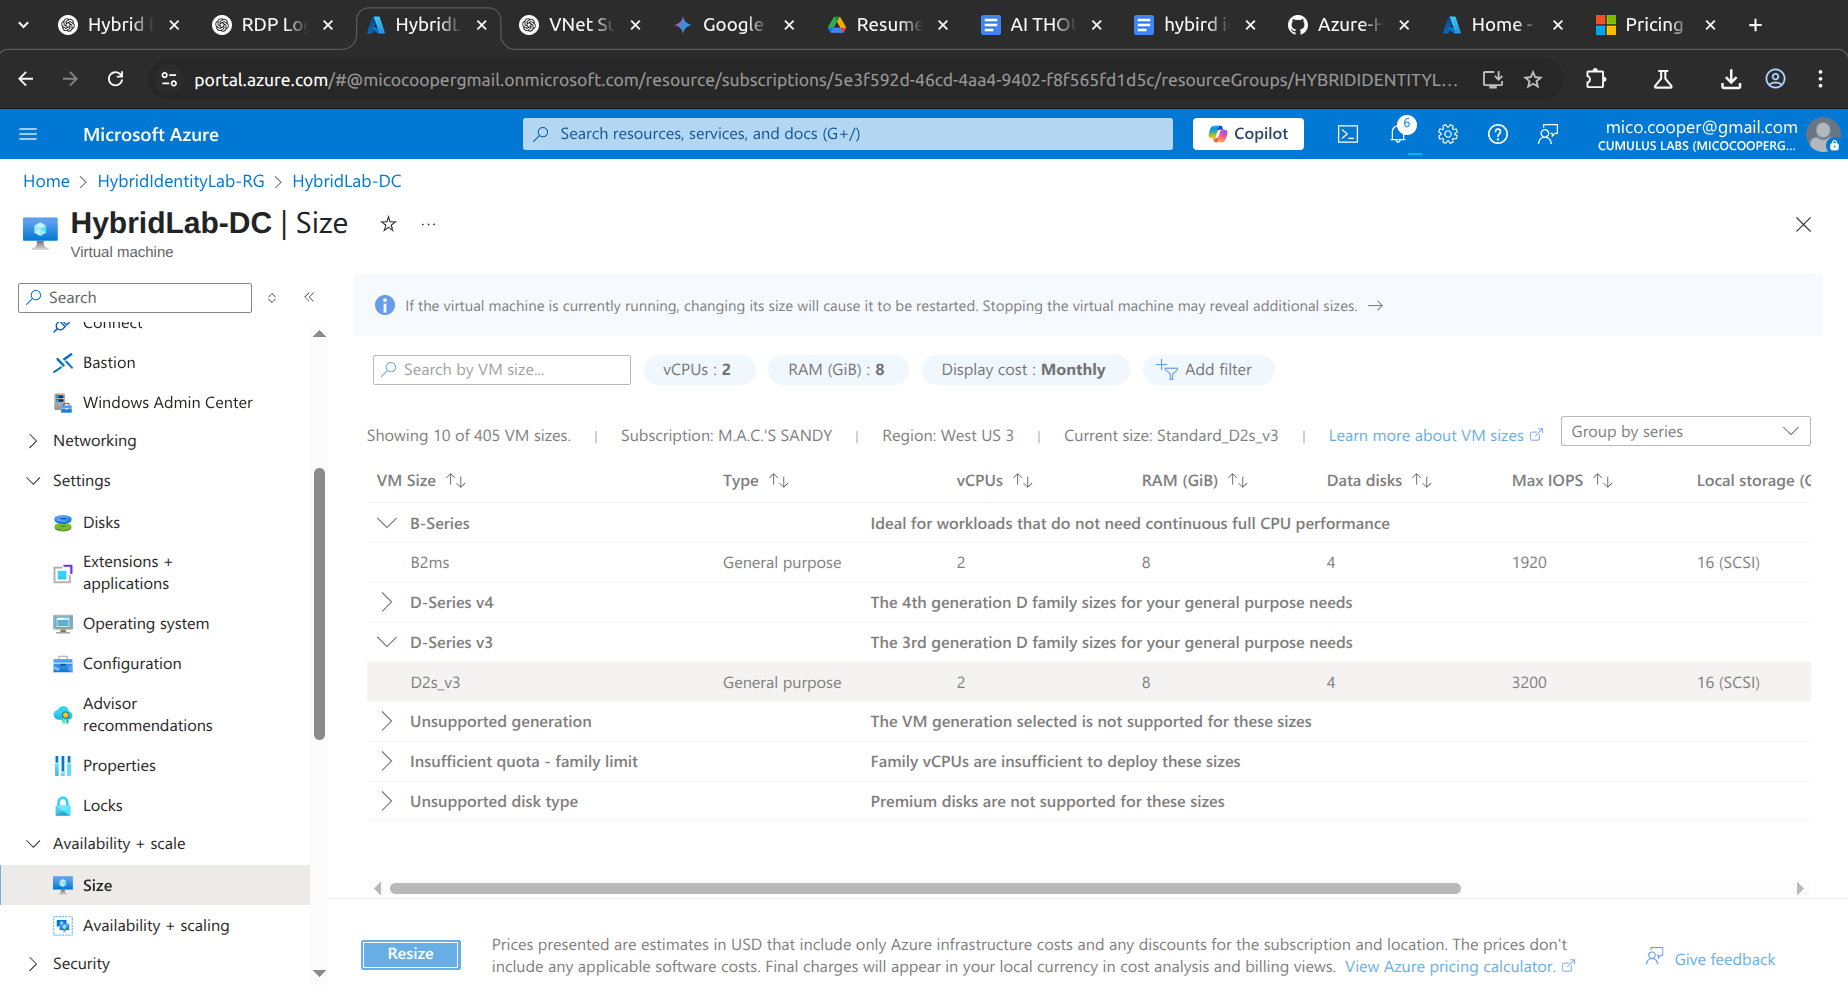 Hybrid I
RDP Lo
HybridL
VNet Su
Google
Resume
AI THOU
hybird i
Azure-H
Home -
Pricing
portal.azure.com/#@micocoopergmail.onmicrosoft.com/resource/subscriptions/5e3f592d-46cd-4aa4-9402-f8f565fd1d5c/resourceGroups/HYBRIDIDENTITYL...
Microsoft Azure
Search resources, services, and docs (G+/)
Copilot
6
mico.cooper@gmail.com
CUMULUS LABS (MICOCOOPERG...
Home > HybridIdentityLab-RG > HybridLab-DC
HybridLab-DC | Size
Virtual machine
Search
Connect
Bastion
Windows Admin Center
Networking
Settings
Disks
Extensions +
applications
Operating system
Configuration
Advisor
recommendations
Properties
Locks
Availability + scale
Size
Availability + scaling
Security
If the virtual machine is currently running, changing its size will cause it to be restarted. Stopping the virtual machine may reveal additional sizes.
Search by VM size...
vCPUs : 2
RAM (GiB) : 8
Display cost : Monthly
Add filter
Showing 10 of 405 VM sizes. | Subscription: M.A.C.'S SANDY | Region: West US 3 | Current size: Standard_D2s_v3 | Learn more about VM sizes
Group by series
VM Size Type vCPUs RAM (GiB) Data disks Max IOPS Local storage (G
B-Series Ideal for workloads that do not need continuous full CPU performance
B2ms General purpose 2 8 4 1920 16 (SCSI)
D-Series v4 The 4th generation D family sizes for your general purpose needs
D-Series v3 The 3rd generation D family sizes for your general purpose needs
D2s_v3 General purpose 2 8 4 3200 16 (SCSI)
Unsupported generation The VM generation selected is not supported for these sizes
Insufficient quota - family limit Family vCPUs are insufficient to deploy these sizes
Unsupported disk type Premium disks are not supported for these sizes
Resize
Prices presented are estimates in USD that include only Azure infrastructure costs and any discounts for the subscription and location. The prices don't
include any applicable software costs. Final charges will appear in your local currency in cost analysis and billing views. View Azure pricing calculator.
Give feedback